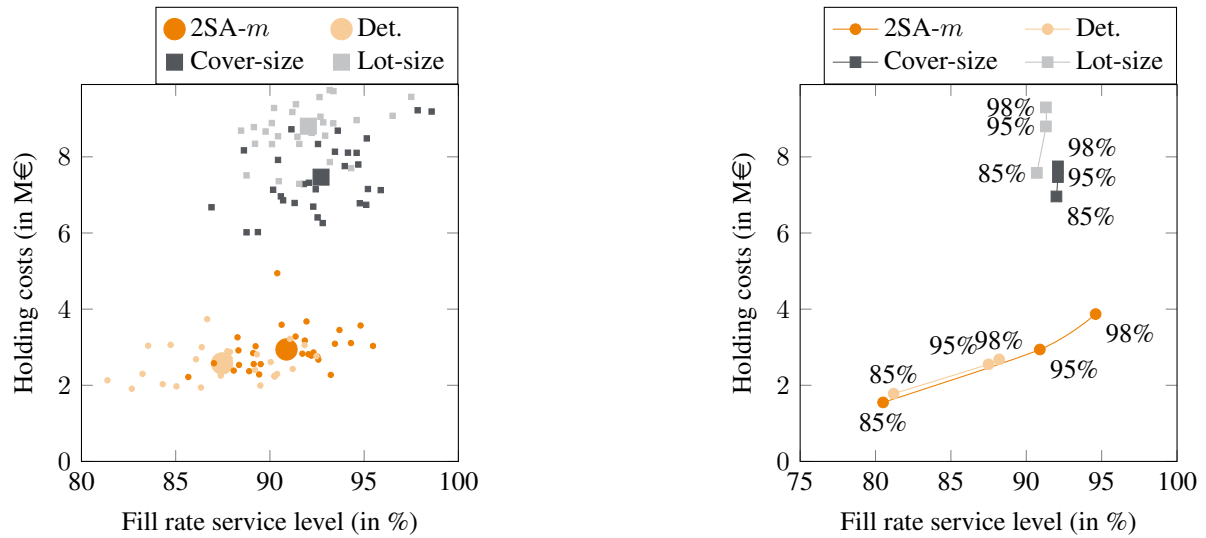 2SA-m Det.
Cover-size Lot-size
Holding costs (in M€)
8
6
4
2
0
80 85 90 95 100
Fill rate service level (in %)
2SA-m Det.
Cover-size Lot-size
Holding costs (in M€)
8
6
4
2
0
98%
95%
85%
98%
95%
85%
95%
98%
85%
98%
95%
85%
75 80 85 90 95 100
Fill rate service level (in %)